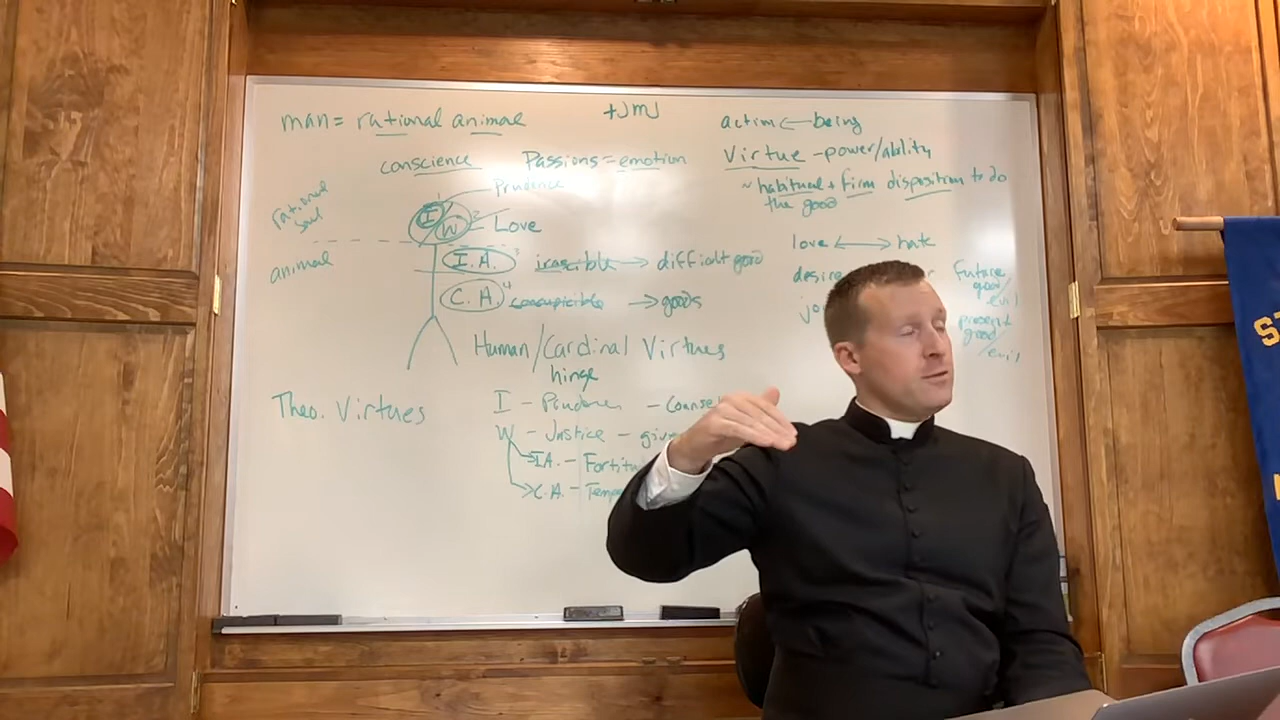 man= rational animal
+JMJ
action ← being
conscience
Passions = emotion
Virtue - power/ability
~ habitual + firm disposition to do
the good
Prudence
rational
soul
I
W
Love
love ↔ hate
animal
I.A.
irascible → difficult good
desire
future
good/
evil
C.A.
concupiscible → goods
present
good
/evil
Human/Cardinal Virtues
hinge
Theo. Virtues
I - Prudence - Counsel
W - Justice -
I.A. -
C.A. -